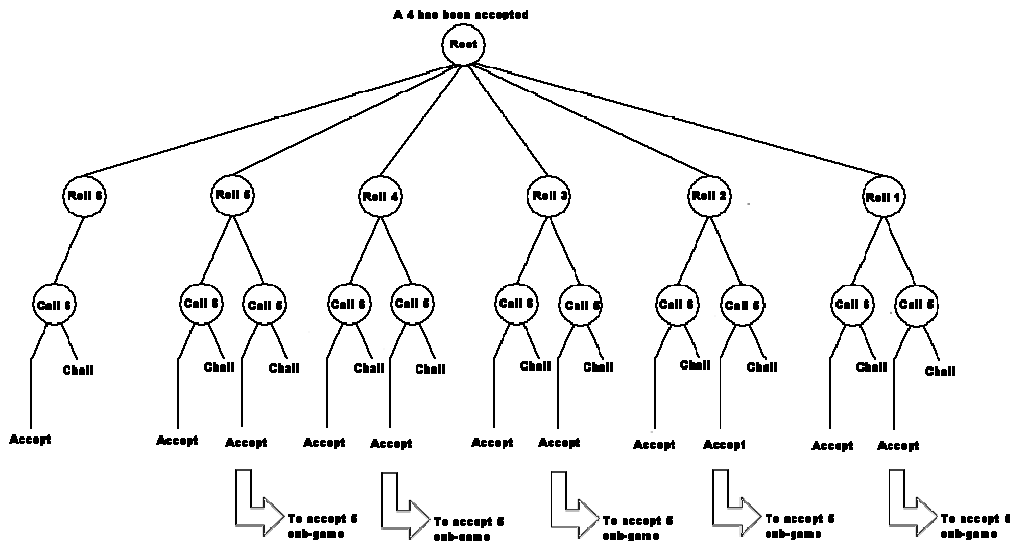 A 4 has been accepted
Root
Roll 6
Roll 5
Roll 4
Roll 3
Roll 2
Roll 1
Call 6
Call 6
Call 5
Call 6
Call 5
Call 6
Call 5
Call 6
Call 5
Call 6
Call 5
Chall
Chall
Chall
Chall
Chall
Chall
Chall
Chall
Chall
Chall
Chall
Accept
Accept
Accept
Accept
Accept
Accept
Accept
Accept
Accept
Accept
Accept
To accept 5
sub-game
To accept 5
sub-game
To accept 5
sub-game
To accept 5
sub-game
To accept 5
sub-game